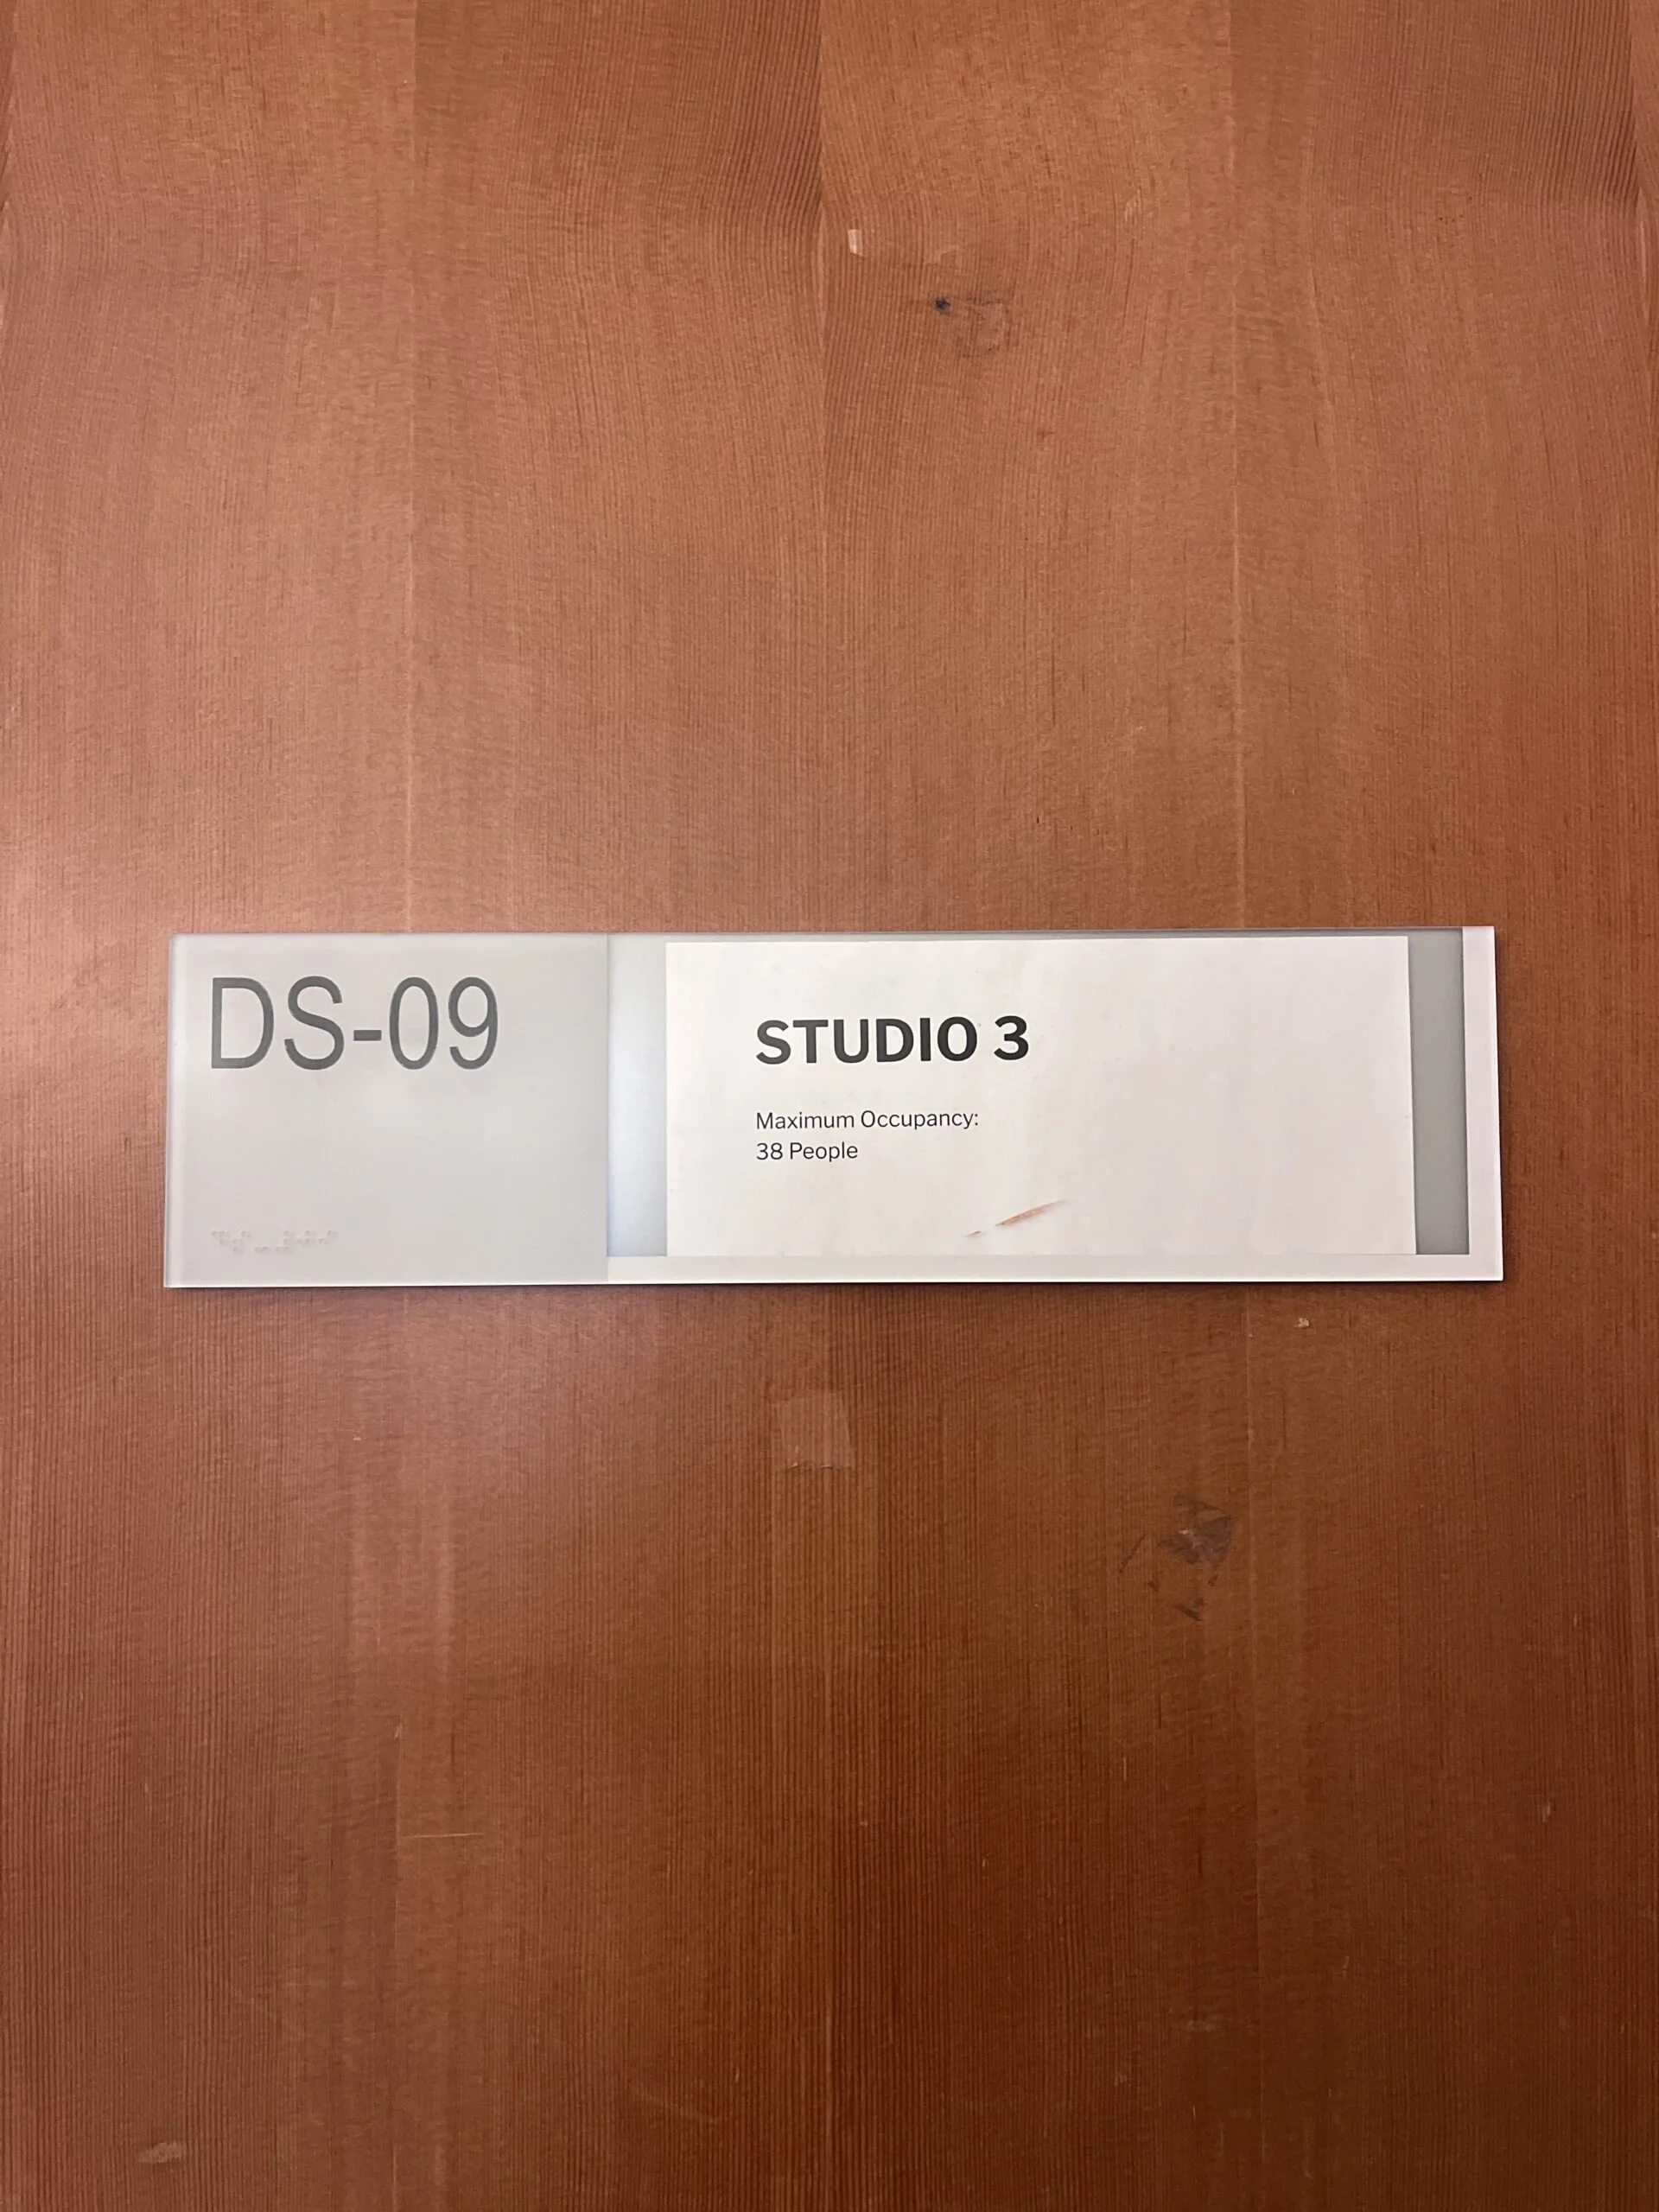 DS-09
STUDIO 3
Maximum Occupancy:
38 People